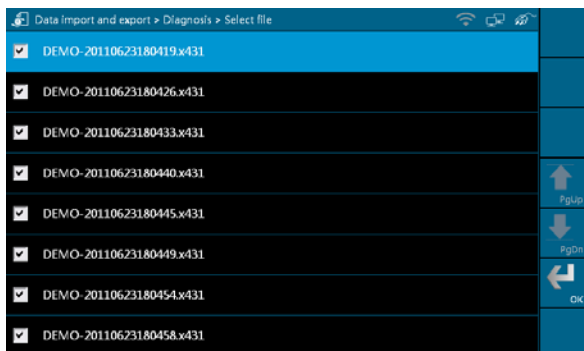 Data import and export > Diagnosis > Select file
DEMO-20110623180419.x431
DEMO-20110623180426.x431
DEMO-20110623180433.x431
DEMO-20110623180440.x431
DEMO-20110623180445.x431
DEMO-20110623180449.x431
DEMO-20110623180454.x431
DEMO-20110623180458.x431
PgUp
PgDn
OK